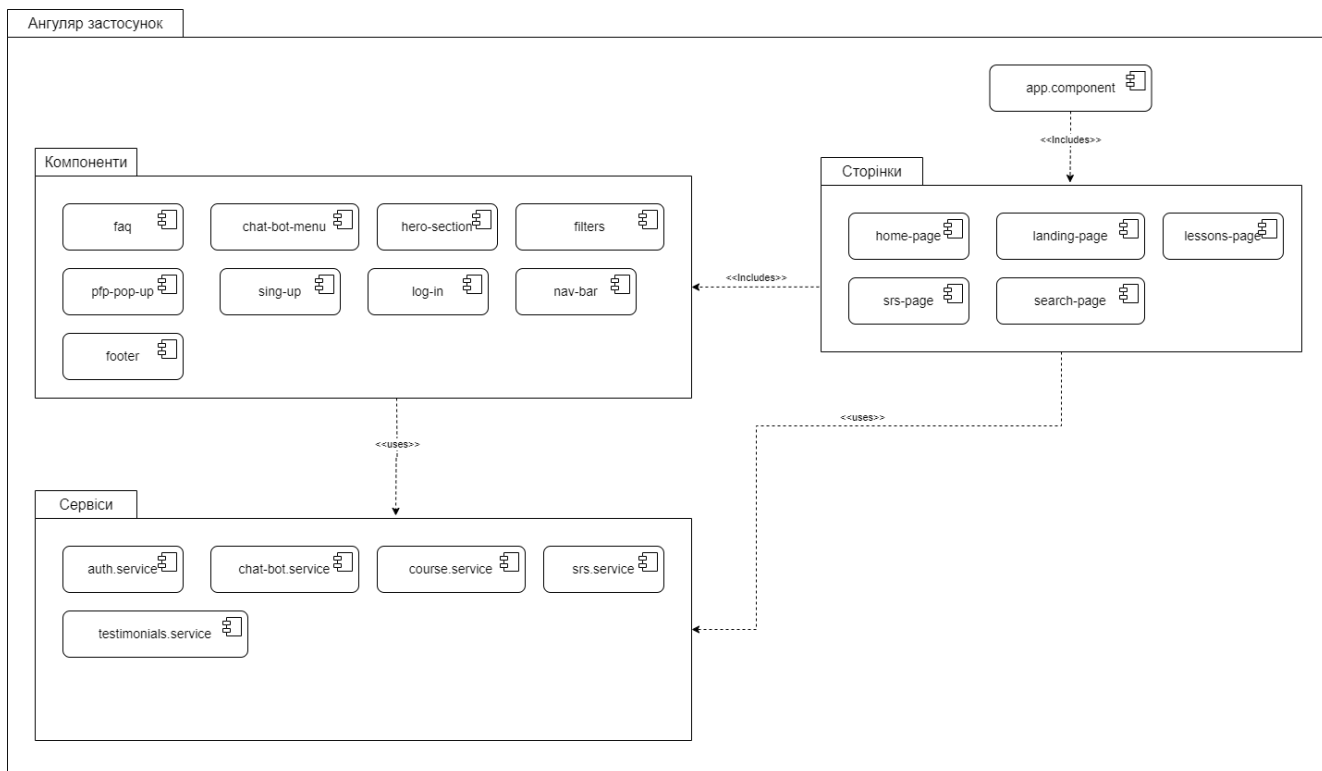 Ангуляр застосунок
app.component
<<Includes>>
Компоненти
faq
chat-bot-menu
hero-section
filters
pfp-pop-up
sing-up
log-in
nav-bar
footer
<<Includes>>
Сторінки
home-page
landing-page
lessons-page
srs-page
search-page
<<uses>>
<<uses>>
Сервіси
auth.service
chat-bot.service
course.service
srs.service
testimonials.service